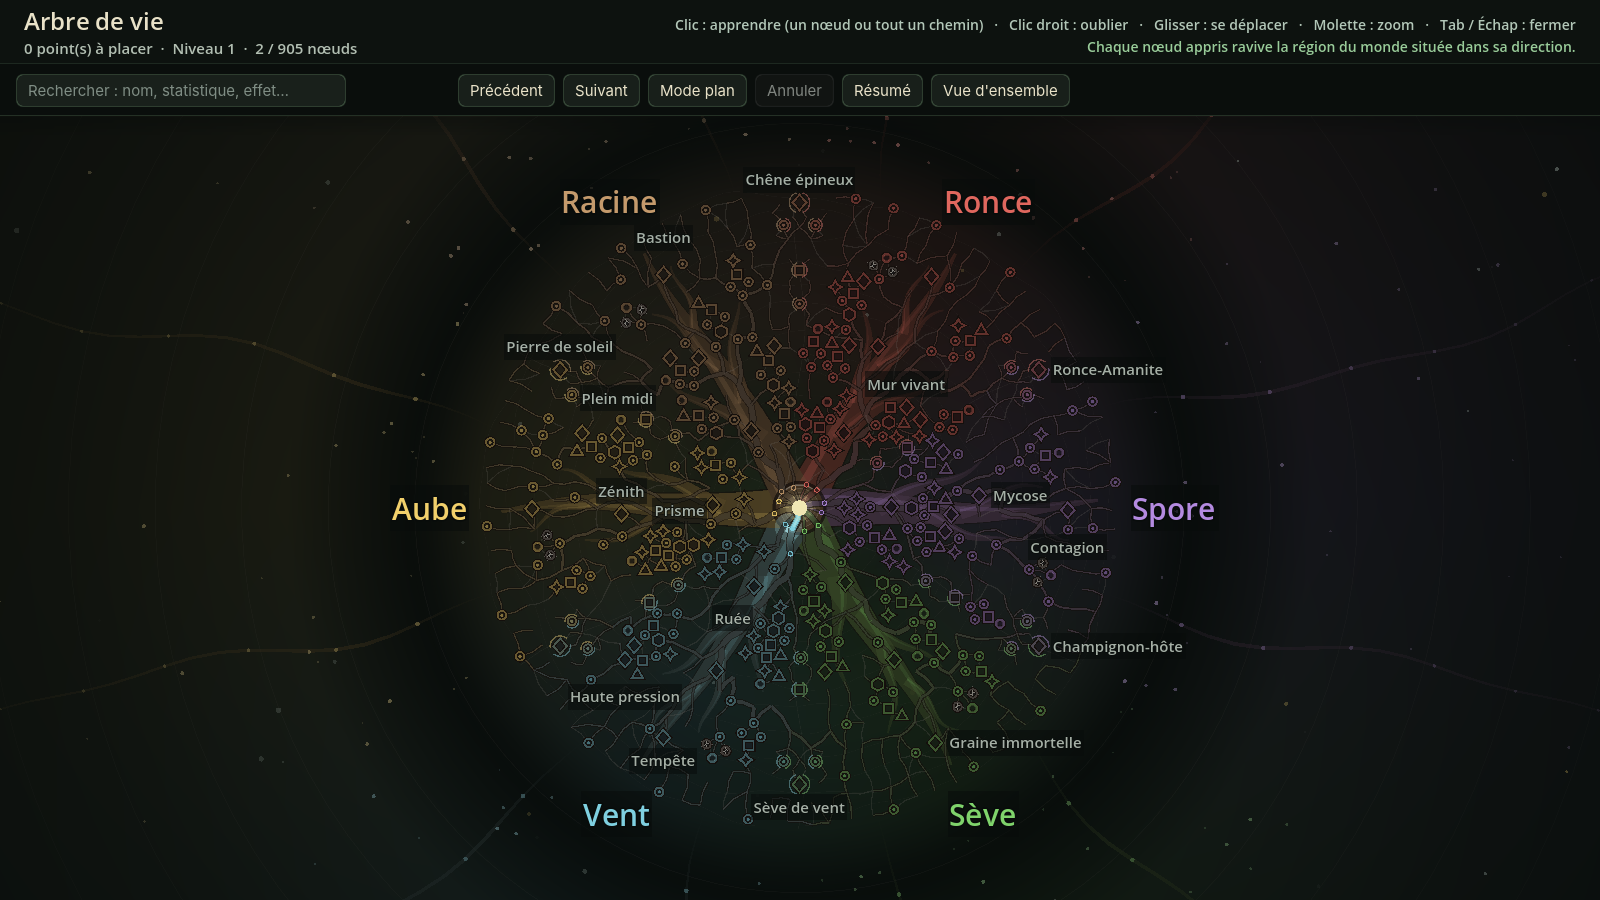 Arbre de vie
0 point(s) à placer · Niveau 1 · 2 / 905 nœuds
Clic : apprendre (un nœud ou tout un chemin) · Clic droit : oublier · Glisser : se déplacer · Molette : zoom · Tab / Échap : fermer
Chaque nœud appris ravive la région du monde située dans sa direction.
Rechercher : nom, statistique, effet...
Précédent
Suivant
Mode plan
Annuler
Résumé
Vue d'ensemble
Chêne épineux
Racine
Ronce
Bastion
Pierre de soleil
Ronce-Amanite
Mur vivant
Plein midi
Zénith
Mycose
Aube
Prisme
Spore
Contagion
Ruée
Champignon-hôte
Haute pression
Graine immortelle
Tempête
Sève de vent
Vent
Sève